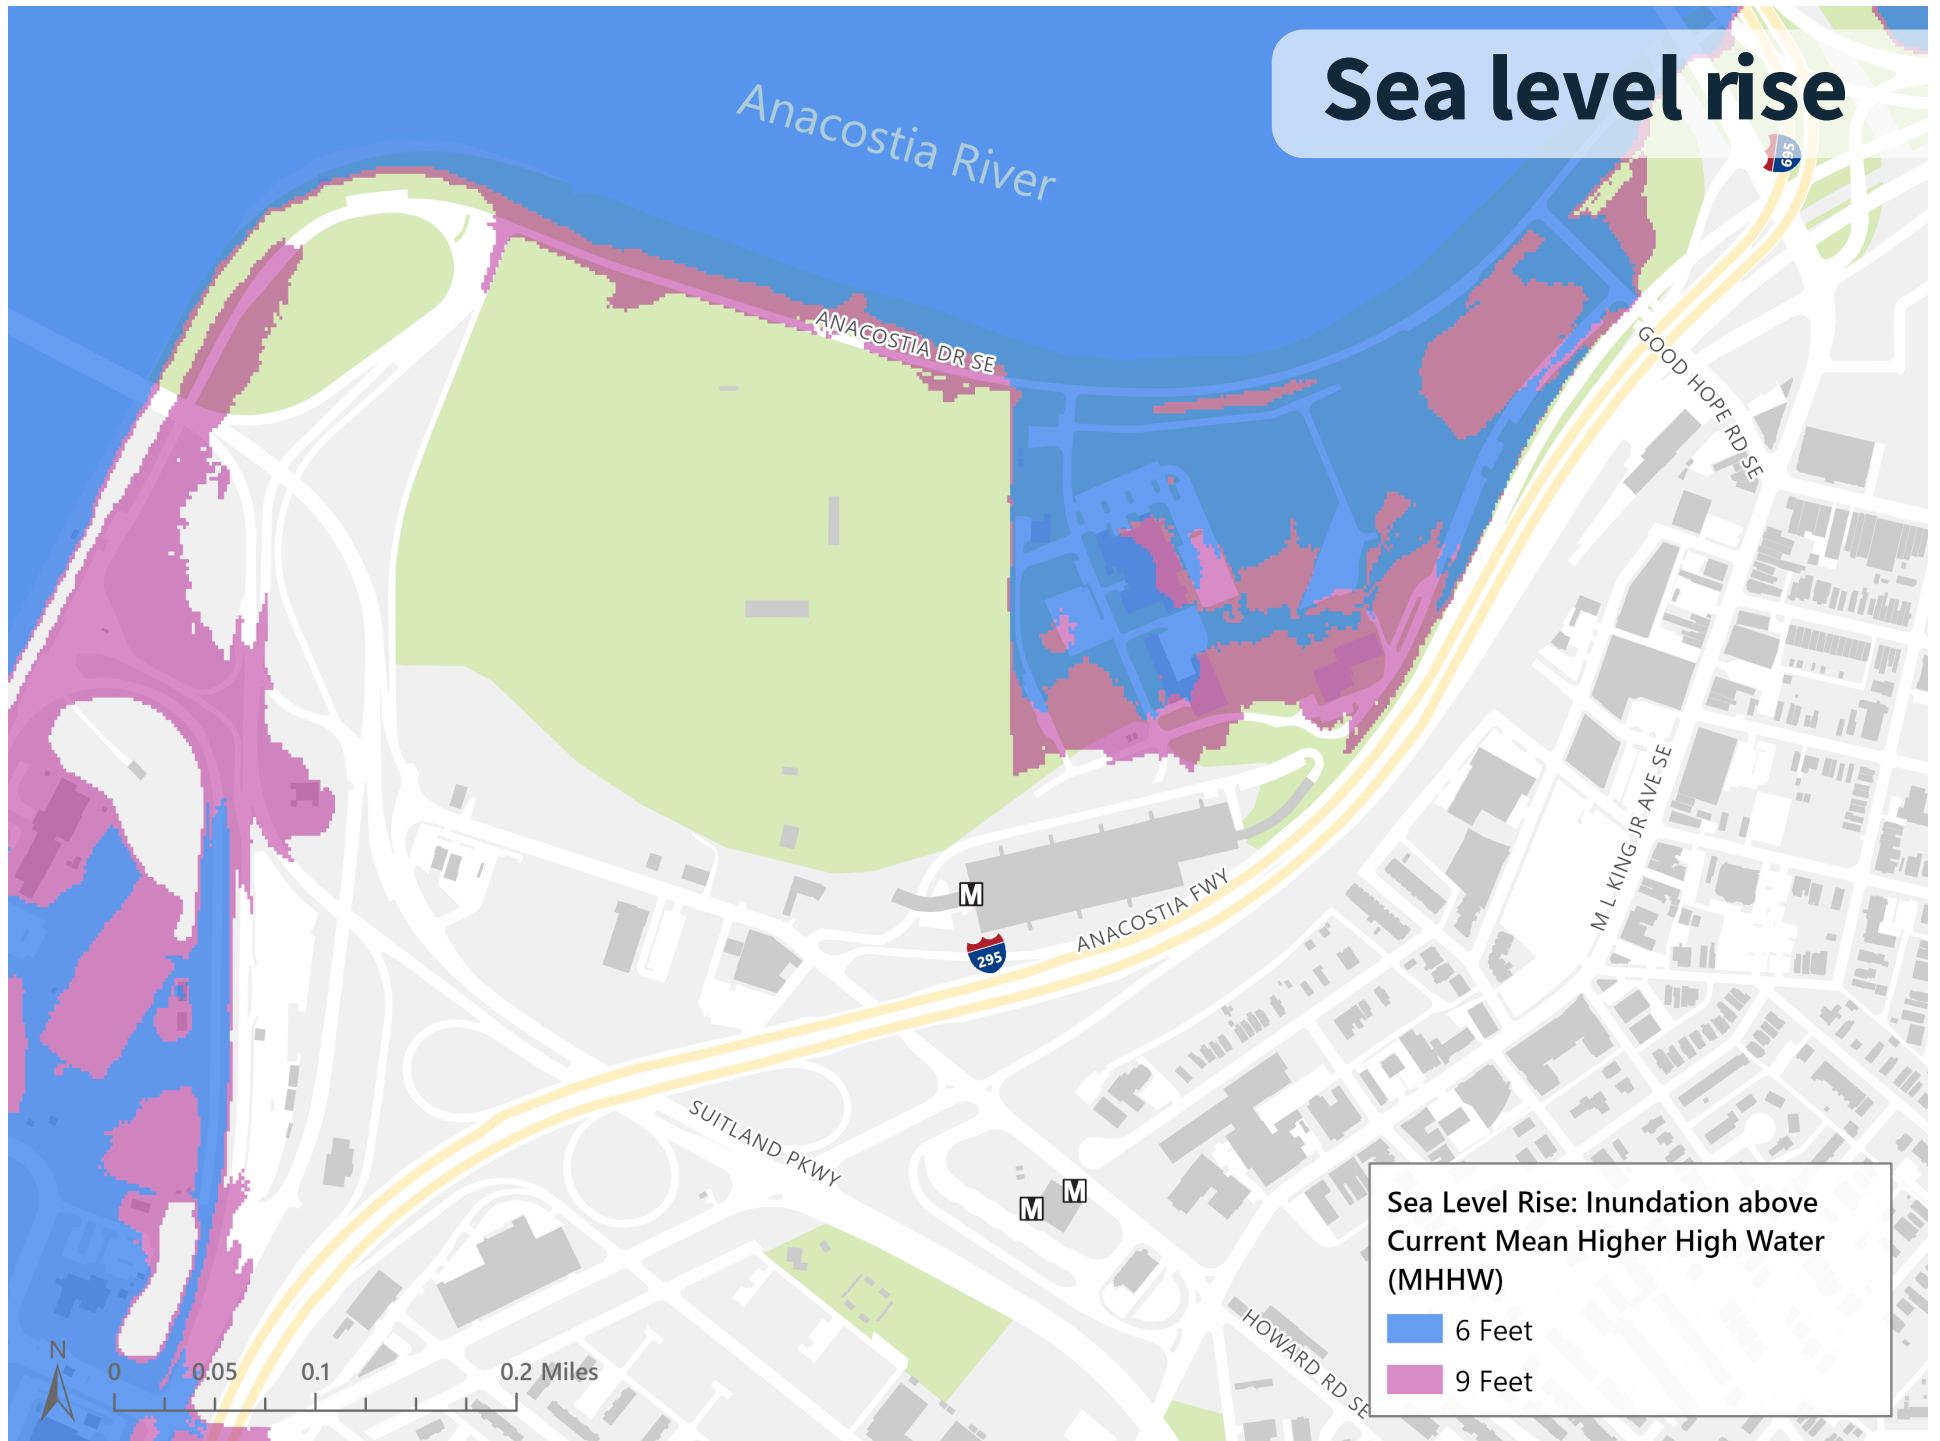 Sea level rise
Anacostia River
695
ANACOSTIA DR SE
GOOD HOPE RD SE
M L KING JR AVE SE
M
ANACOSTIA FWY
295
SUITLAND PKWY
M
M
HOWARD RD SE
Sea Level Rise: Inundation above
Current Mean Higher High Water
(MHHW)
6 Feet
9 Feet
N
0 0.05 0.1 0.2 Miles